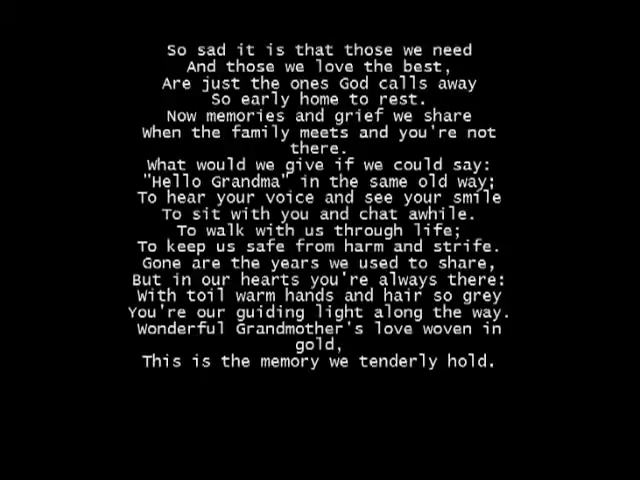 So sad it is that those we need
And those we love the best,
Are just the ones God calls away
So early home to rest.
Now memories and grief we share
When the family meets and you're not
there.
What would we give if we could say:
"Hello Grandma" in the same old way;
To hear your voice and see your smile
To sit with you and chat awhile.
To walk with us through life;
To keep us safe from harm and strife.
Gone are the years we used to share,
But in our hearts you're always there:
With toil warm hands and hair so grey
You're our guiding light along the way.
Wonderful Grandmother's love woven in
gold,
This is the memory we tenderly hold.